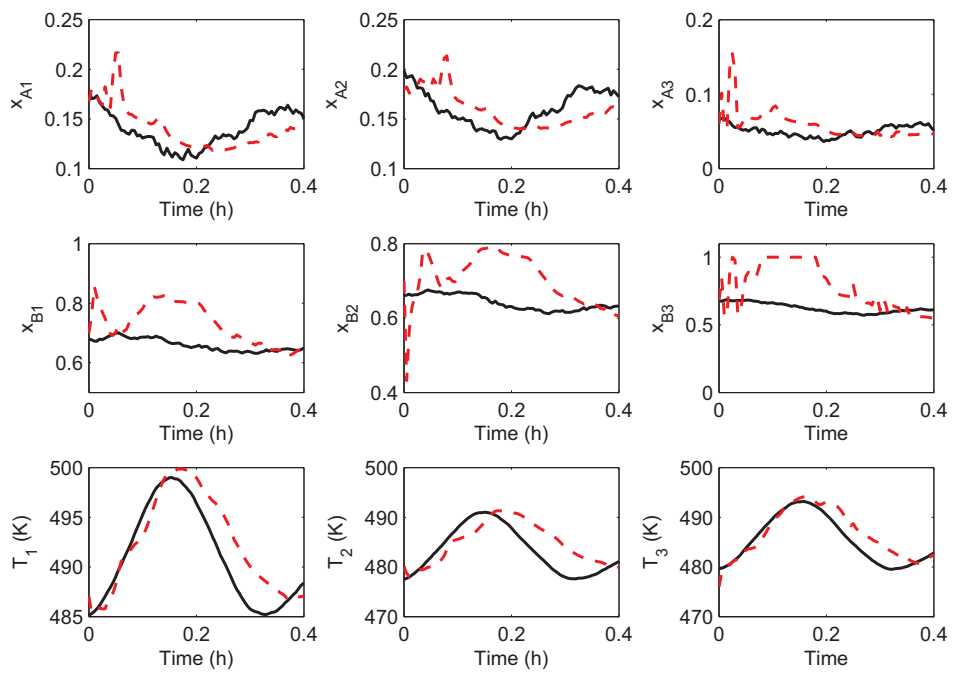 0.25
0.2
0.15
0.1
x_A1
0 0.2 0.4
Time (h)
0.25
0.2
0.15
0.1
x_A2
0 0.2 0.4
Time (h)
0.2
0.1
0
x_A3
0 0.2 0.4
Time
1
0.8
0.6
x_B1
0 0.2 0.4
Time (h)
0.8
0.6
0.4
x_B2
0 0.2 0.4
Time (h)
1
0.5
0
x_B3
0 0.2 0.4
Time
500
495
490
485
T_1 (K)
0 0.2 0.4
Time (h)
500
490
480
470
T_2 (K)
0 0.2 0.4
Time (h)
500
490
480
470
T_3 (K)
0 0.2 0.4
Time